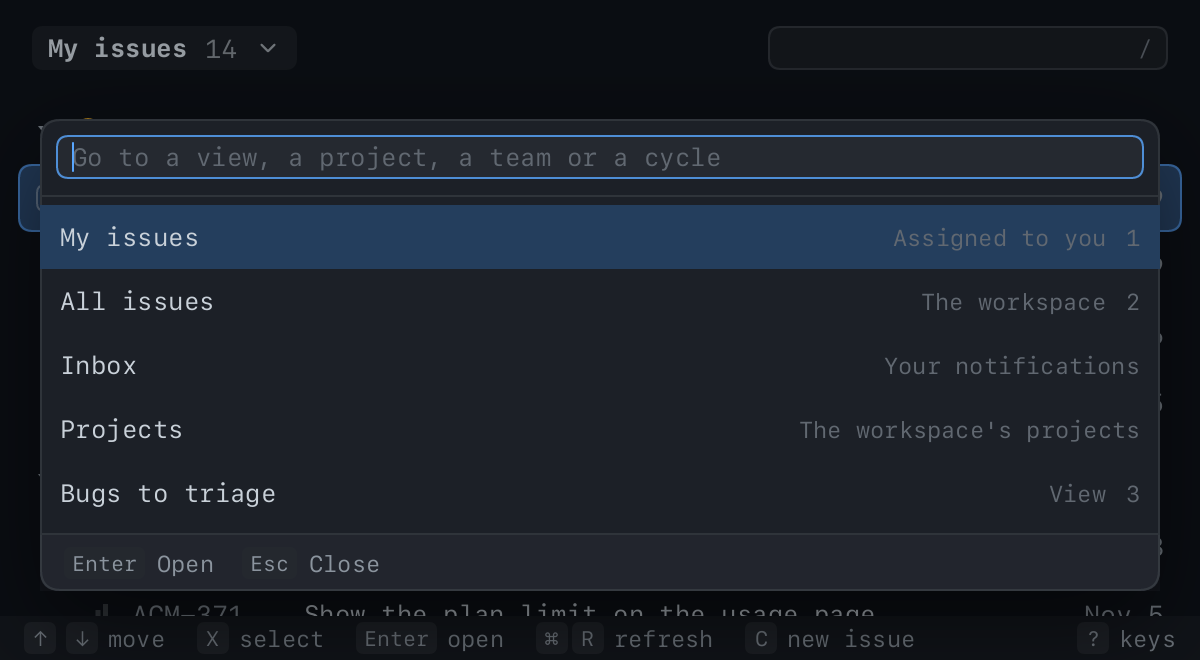 My issues 14
/
Go to a view, a project, a team or a cycle
My issues Assigned to you 1
All issues The workspace 2
Inbox Your notifications
Projects The workspace's projects
Bugs to triage View 3
Enter Open Esc Close
ACM-371 Show the plan limit on the usage page Nov 5
↑ ↓ move X select Enter open ⌘ R refresh C new issue ? keys